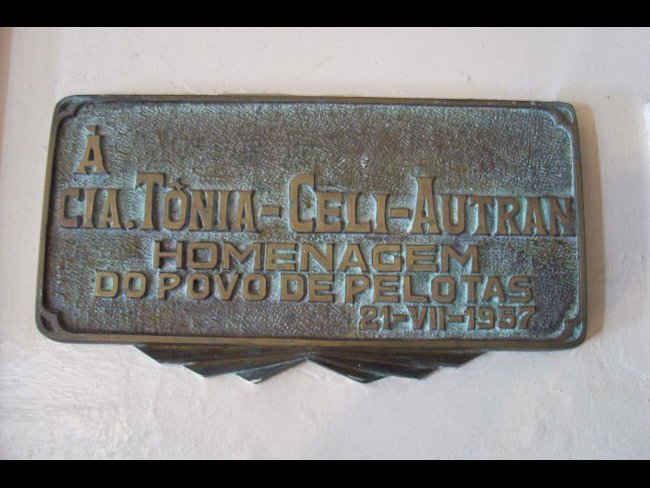 À
CIA. TÔNIA-CELI-AUTRAN
HOMENAGEM
DO POVO DE PELOTAS
21-VII-1957